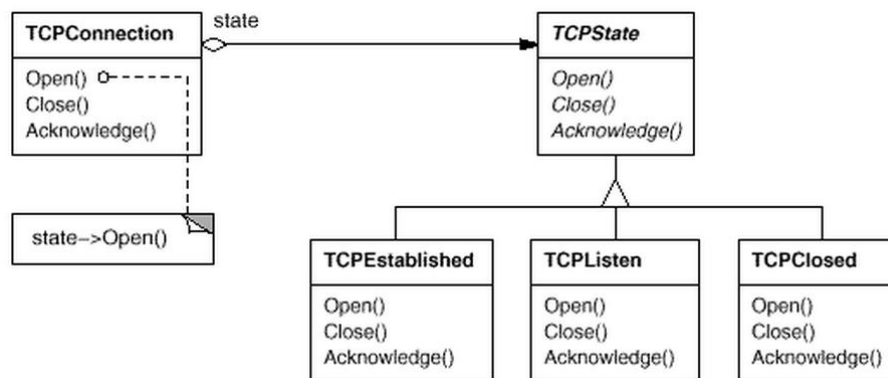 state
TCPConnection
Open()
Close()
Acknowledge()
state->Open()
TCPState
Open()
Close()
Acknowledge()
TCPEstablished
Open()
Close()
Acknowledge()
TCPListen
Open()
Close()
Acknowledge()
TCPClosed
Open()
Close()
Acknowledge()